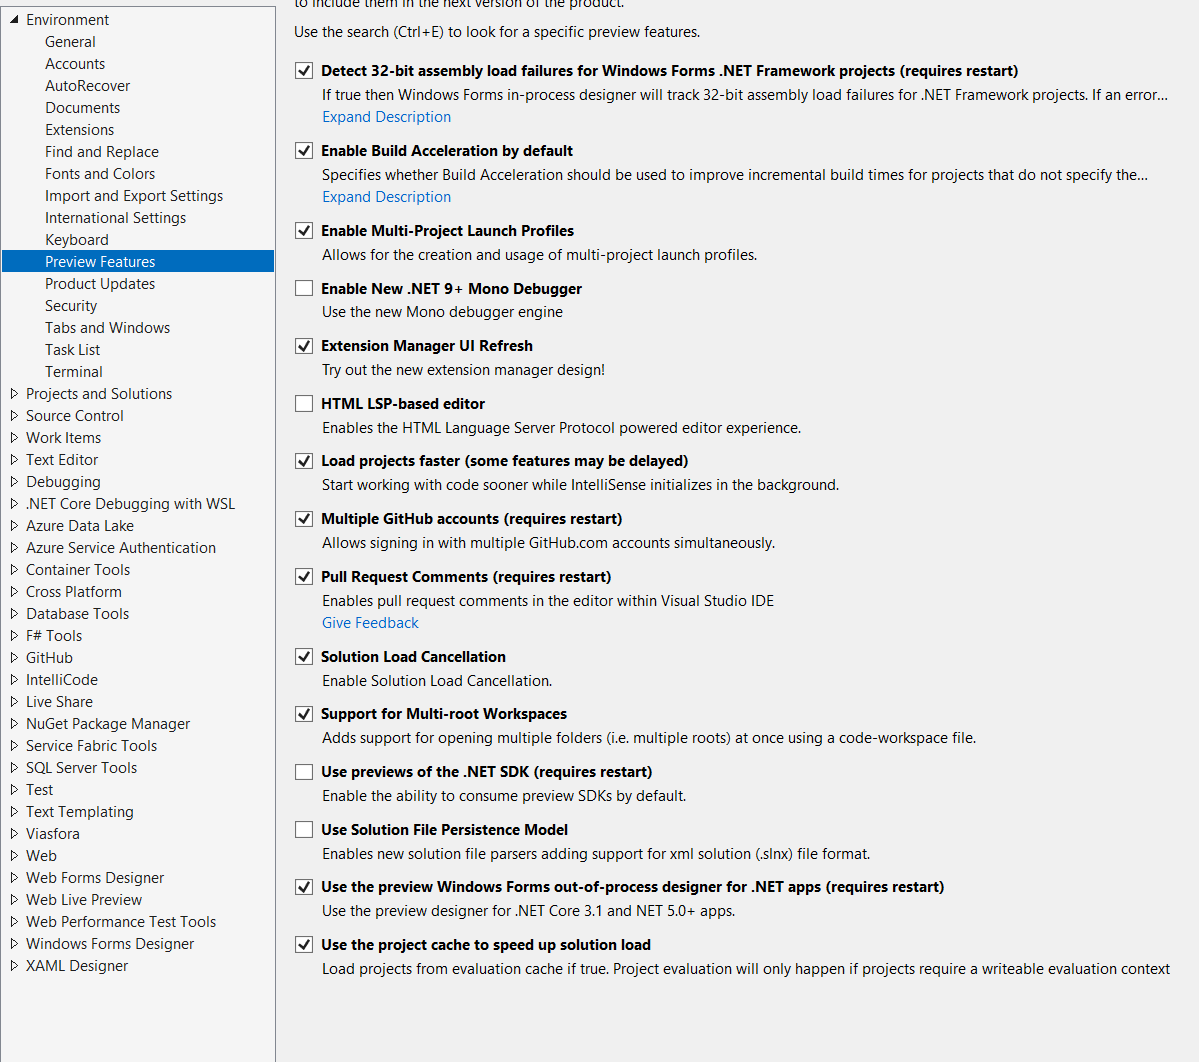 Environment
General
Accounts
AutoRecover
Documents
Extensions
Find and Replace
Fonts and Colors
Import and Export Settings
International Settings
Keyboard
Preview Features
Product Updates
Security
Tabs and Windows
Task List
Terminal
Projects and Solutions
Source Control
Work Items
Text Editor
Debugging
.NET Core Debugging with WSL
Azure Data Lake
Azure Service Authentication
Container Tools
Cross Platform
Database Tools
F# Tools
GitHub
IntelliCode
Live Share
NuGet Package Manager
Service Fabric Tools
SQL Server Tools
Test
Text Templating
Viasfora
Web
Web Forms Designer
Web Live Preview
Web Performance Test Tools
Windows Forms Designer
XAML Designer
to include them in the next version of the product.
Use the search (Ctrl+E) to look for a specific preview features.
Detect 32-bit assembly load failures for Windows Forms .NET Framework projects (requires restart)
If true then Windows Forms in-process designer will track 32-bit assembly load failures for .NET Framework projects. If an error...
Expand Description
Enable Build Acceleration by default
Specifies whether Build Acceleration should be used to improve incremental build times for projects that do not specify the...
Expand Description
Enable Multi-Project Launch Profiles
Allows for the creation and usage of multi-project launch profiles.
Enable New .NET 9+ Mono Debugger
Use the new Mono debugger engine
Extension Manager UI Refresh
Try out the new extension manager design!
HTML LSP-based editor
Enables the HTML Language Server Protocol powered editor experience.
Load projects faster (some features may be delayed)
Start working with code sooner while IntelliSense initializes in the background.
Multiple GitHub accounts (requires restart)
Allows signing in with multiple GitHub.com accounts simultaneously.
Pull Request Comments (requires restart)
Enables pull request comments in the editor within Visual Studio IDE
Give Feedback
Solution Load Cancellation
Enable Solution Load Cancellation.
Support for Multi-root Workspaces
Adds support for opening multiple folders (i.e. multiple roots) at once using a code-workspace file.
Use previews of the .NET SDK (requires restart)
Enable the ability to consume preview SDKs by default.
Use Solution File Persistence Model
Enables new solution file parsers adding support for xml solution (.slnx) file format.
Use the preview Windows Forms out-of-process designer for .NET apps (requires restart)
Use the preview designer for .NET Core 3.1 and NET 5.0+ apps.
Use the project cache to speed up solution load
Load projects from evaluation cache if true. Project evaluation will only happen if projects require a writeable evaluation context